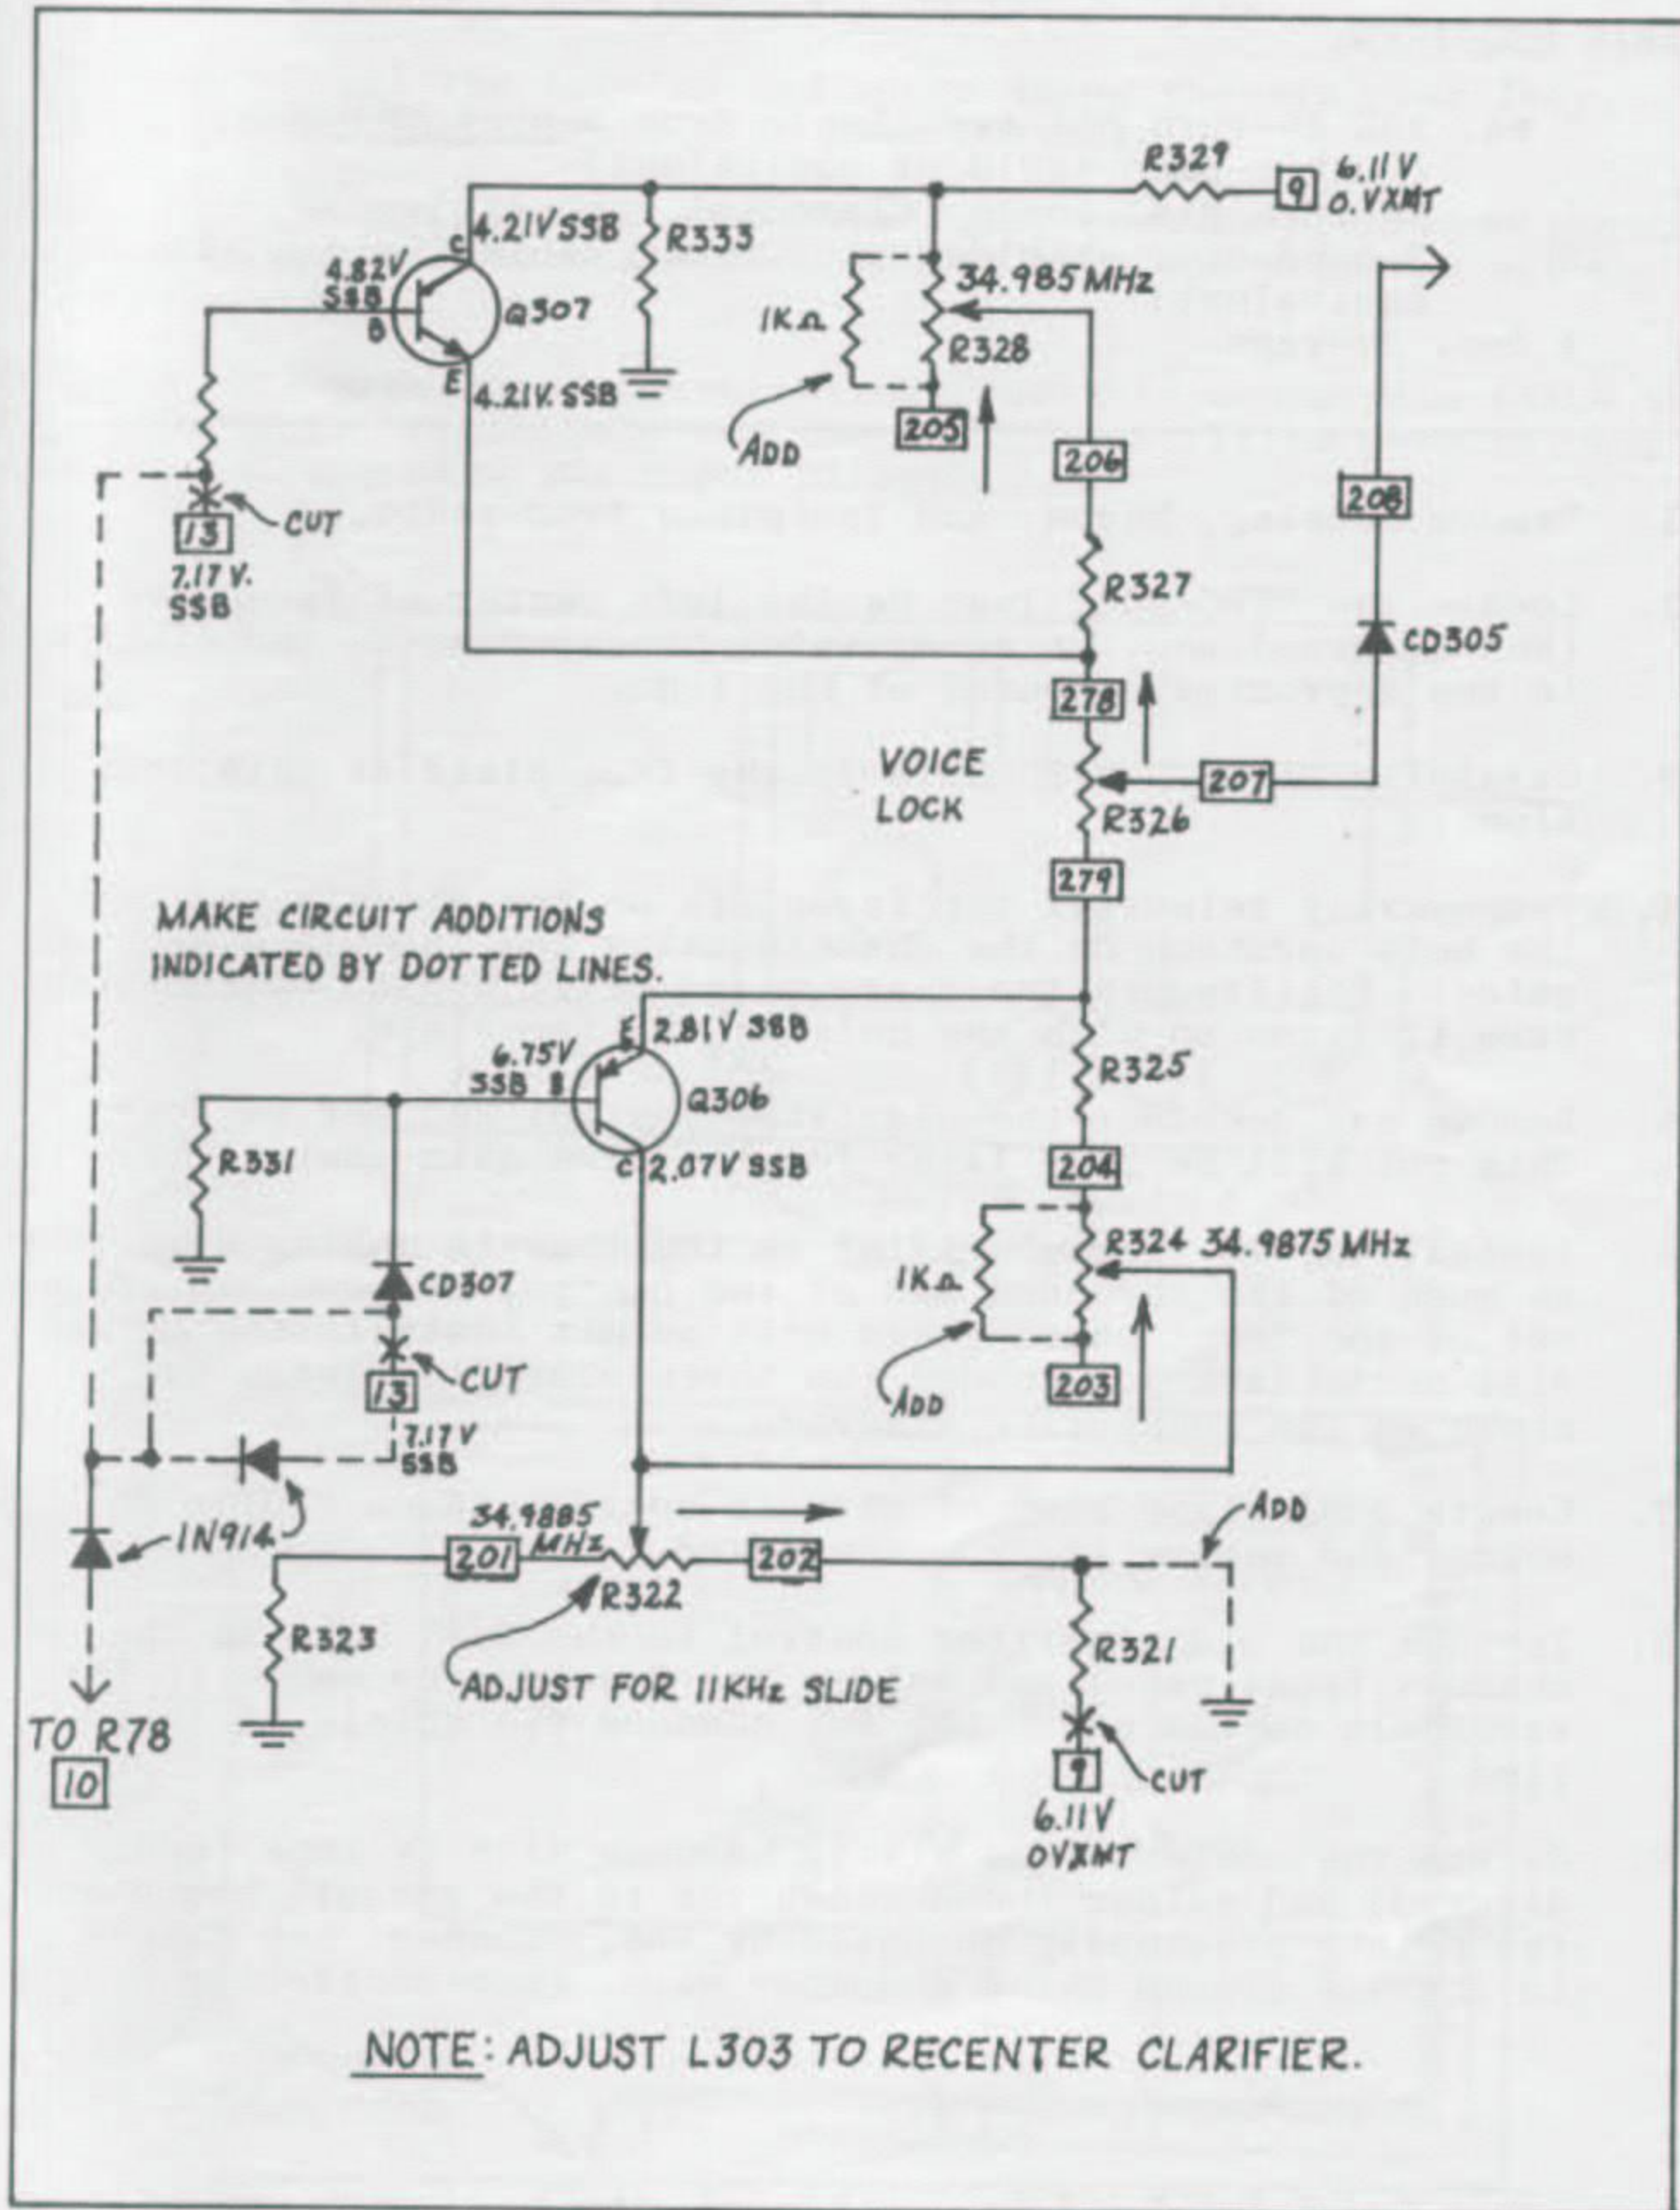 R329
9
6.11V
0.VXMT
C
4.21V SSB
R333
4.82V
SSB
B
Q307
E
4.21V. SSB
34.985 MHz
1KΩ
R328
ADD
205
206
208
CUT
13
7.17 V.
SSB
R327
CD305
278
VOICE
LOCK
207
R326
279
MAKE CIRCUIT ADDITIONS
INDICATED BY DOTTED LINES.
E
2.81V SSB
6.75V
SSB B
Q306
R325
R331
C 2.07V SSB
204
R324 34.9875 MHz
1KΩ
CD307
CUT
ADD
203
13
7.17 V
SSB
1N914
34.9885
MHz
201
202
ADD
R322
R323
R321
ADJUST FOR 11KHz SLIDE
TO R78
10
CUT
9
6.11V
0VXMT
NOTE: ADJUST L303 TO RECENTER CLARIFIER.